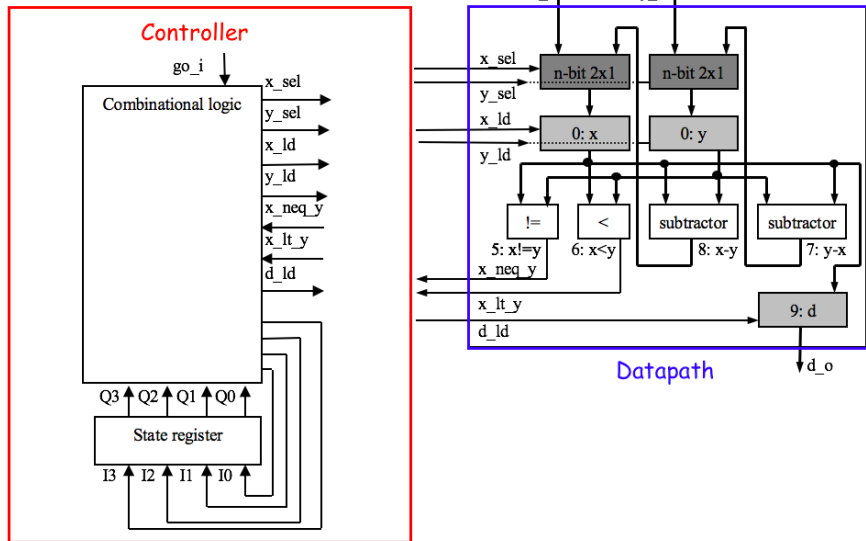 Controller
go_i
Combinational logic
x_sel
y_sel
x_ld
y_ld
x_neq_y
x_lt_y
d_ld
Q3 Q2 Q1 Q0
State register
I3 I2 I1 I0
x_sel
y_sel
x_ld
y_ld
n-bit 2x1 n-bit 2x1
0: x 0: y
!= < subtractor subtractor
5: x!=y 6: x<y 8: x-y 7: y-x
x_neq_y
x_lt_y
d_ld
9: d
Datapath
d_o